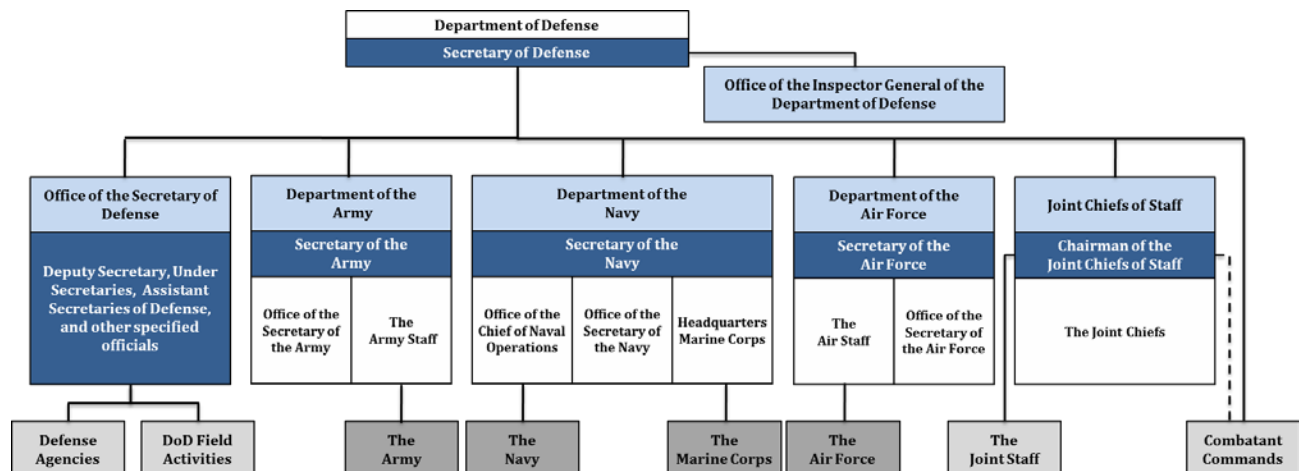 Department of Defense
Secretary of Defense
Office of the Inspector General of the
Department of Defense
Office of the Secretary of
Defense
Deputy Secretary, Under
Secretaries, Assistant
Secretaries of Defense,
and other specified
officials
Department of the
Army
Secretary of the
Army
Office of the
Secretary of
the Army
The
Army Staff
Department of the
Navy
Secretary of the
Navy
Office of the
Chief of Naval
Operations
Office of the
Secretary of
the Navy
Headquarters
Marine Corps
Department of the
Air Force
Secretary of the
Air Force
The
Air Staff
Office of the
Secretary of
the Air Force
Joint Chiefs of Staff
Chairman of the
Joint Chiefs of Staff
The Joint Chiefs
Defense
Agencies
DoD Field
Activities
The
Army
The
Navy
The
Marine Corps
The
Air Force
The
Joint Staff
Combatant
Commands